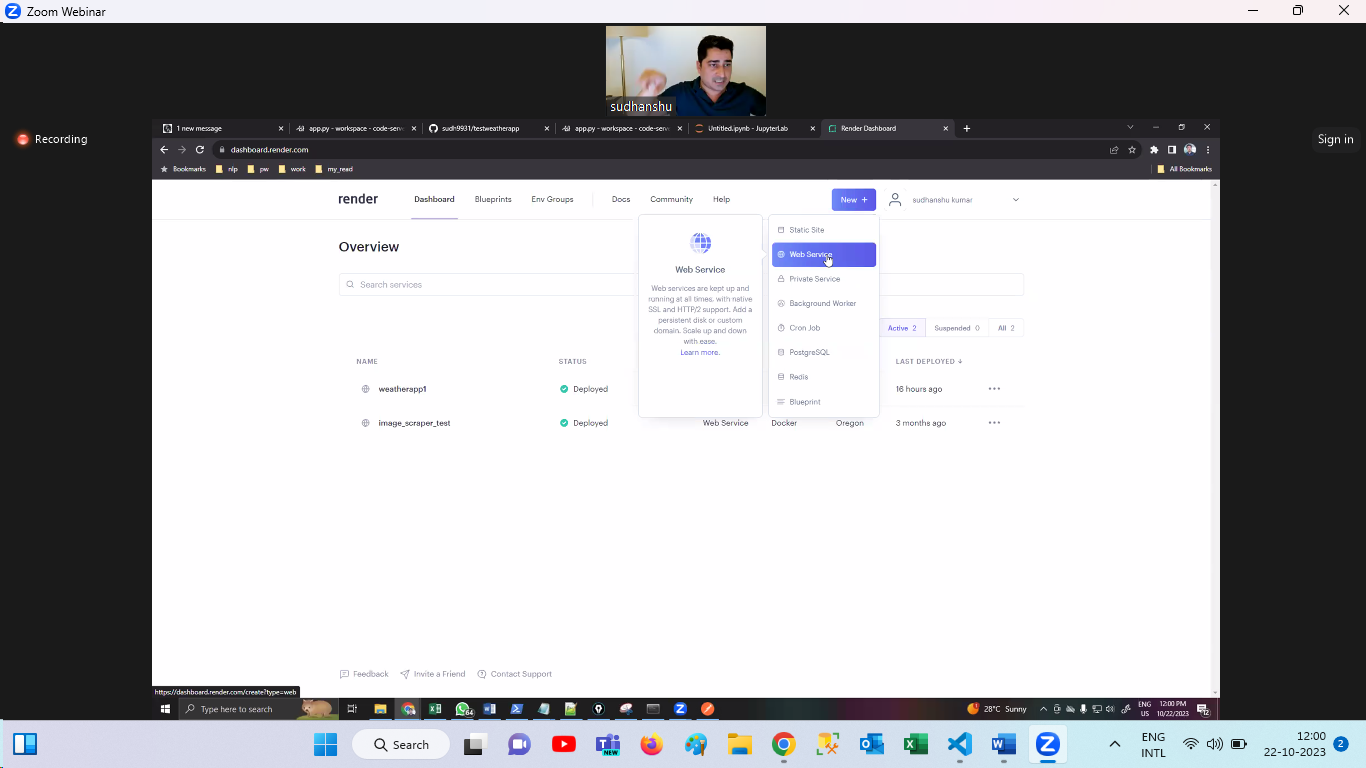 Zoom Webinar
sudhanshu
Recording
Sign in
1 new message
app.py - workspace - code-serve
sudh9931/testweatherapp
app.py - workspace - code-serve
Untitled.ipynb - JupyterLab
Render Dashboard
dashboard.render.com
Bookmarks
nlp
pw
work
my_read
All Bookmarks
render
Dashboard
Blueprints
Env Groups
Docs
Community
Help
New +
sudhanshu kumar
Overview
Search services
Web Service
Web services are kept up and
running at all times, with native
SSL and HTTP/2 support. Add a
persistent disk or custom
domain. Scale up and down
with ease.
Learn more.
Static Site
Web Service
Private Service
Background Worker
Cron Job
PostgreSQL
Redis
Blueprint
Active 2
Suspended 0
All 2
NAME
STATUS
LAST DEPLOYED
weatherapp1
Deployed
16 hours ago
image_scraper_test
Deployed
Web Service
Docker
Oregon
3 months ago
Feedback
Invite a Friend
Contact Support
https://dashboard.render.com/create?type=web
Type here to search
64
28°C Sunny
ENG
US
12:00 PM
10/22/2023
12
Search
NEW
ENG
INTL
12:00
22-10-2023
2